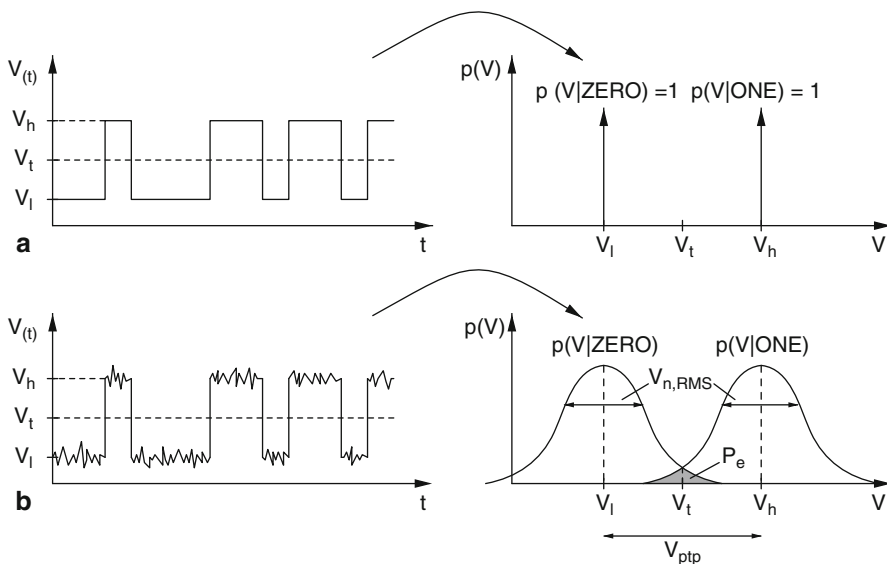 V(t)
Vh
Vt
Vl
t
a
p(V)
p (V|ZERO) =1 p(V|ONE) = 1
Vl Vt Vh V
V(t)
Vh
Vt
Vl
t
b
p(V)
p(V|ZERO) p(V|ONE)
Vn,RMS
Pe
Vl Vt Vh V
Vptp